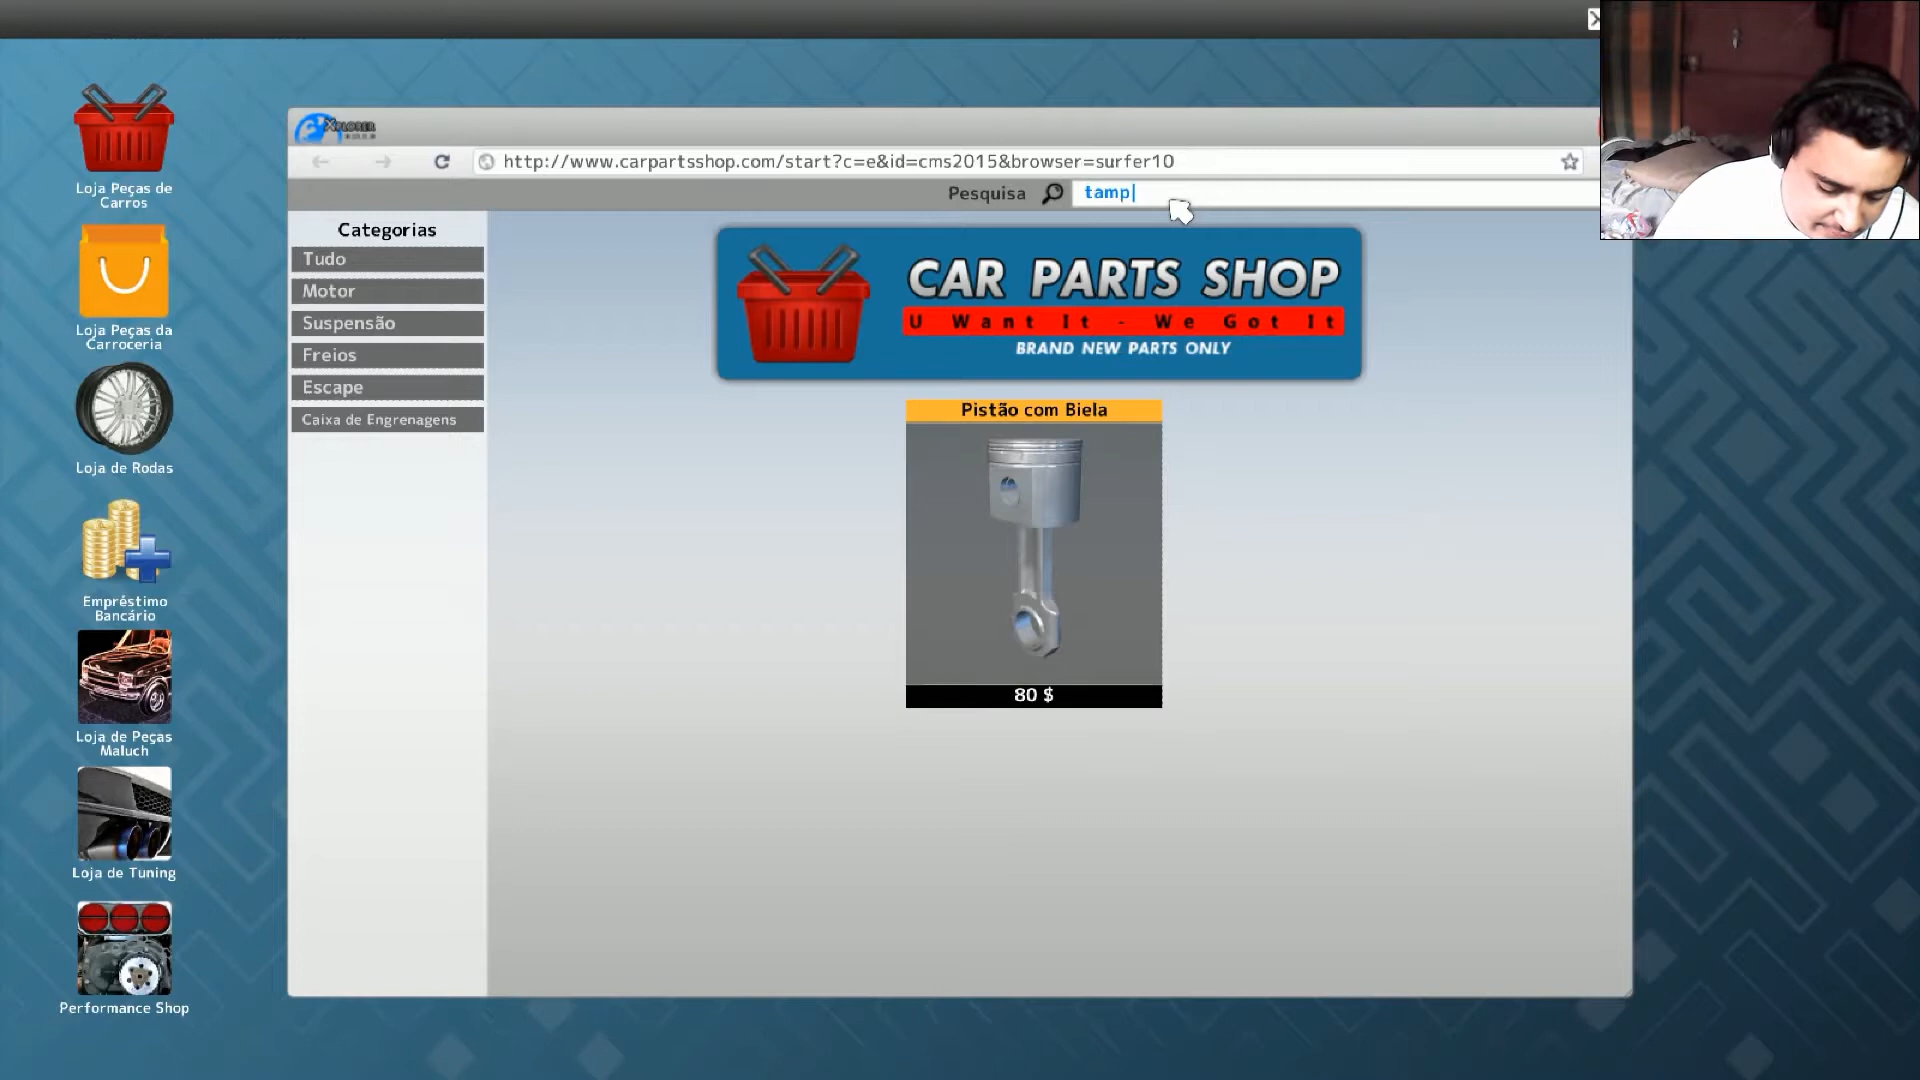 Loja Peças de
Carros
Loja Peças da
Carroceria
Loja de Rodas
Empréstimo
Bancário
Loja de Peças
Maluch
Loja de Tuning
Performance Shop
Xplorer
http://www.carpartsshop.com/start?c=e&id=cms2015&browser=surfer10
Pesquisa tamp
Categorias
Tudo
Motor
Suspensão
Freios
Escape
Caixa de Engrenagens
CAR PARTS SHOP
U Want It - We Got It
BRAND NEW PARTS ONLY
Pistão com Biela
80 $